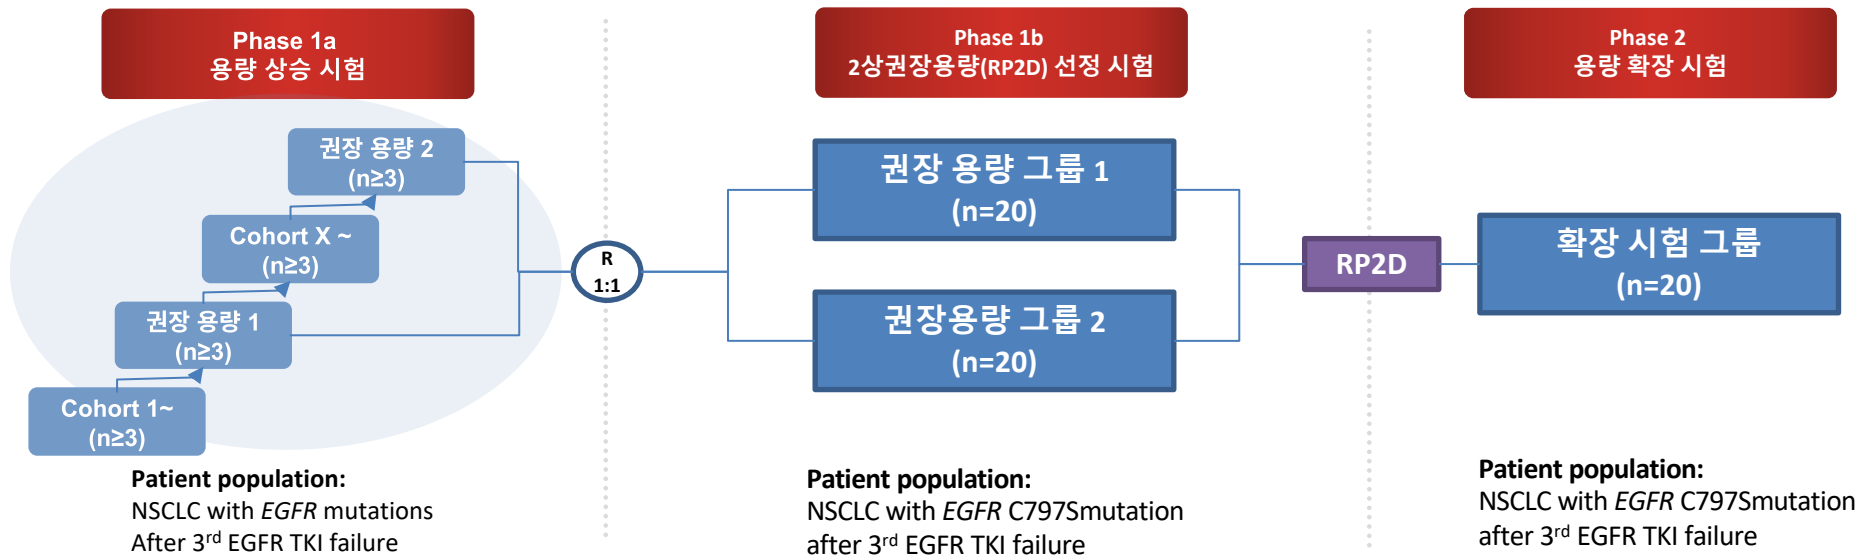 Phase 1a
용량 상승 시험
권장 용량 2
(n≥3)
Cohort X ~
(n≥3)
권장 용량 1
(n≥3)
Cohort 1~
(n≥3)
Patient population:
NSCLC with EGFR mutations
After 3rd EGFR TKI failure
R
1:1
Phase 1b
2상권장용량(RP2D) 선정 시험
권장 용량 그룹 1
(n=20)
권장용량 그룹 2
(n=20)
Patient population:
NSCLC with EGFR C797Smutation
after 3rd EGFR TKI failure
RP2D
Phase 2
용량 확장 시험
확장 시험 그룹
(n=20)
Patient population:
NSCLC with EGFR C797Smutation
after 3rd EGFR TKI failure